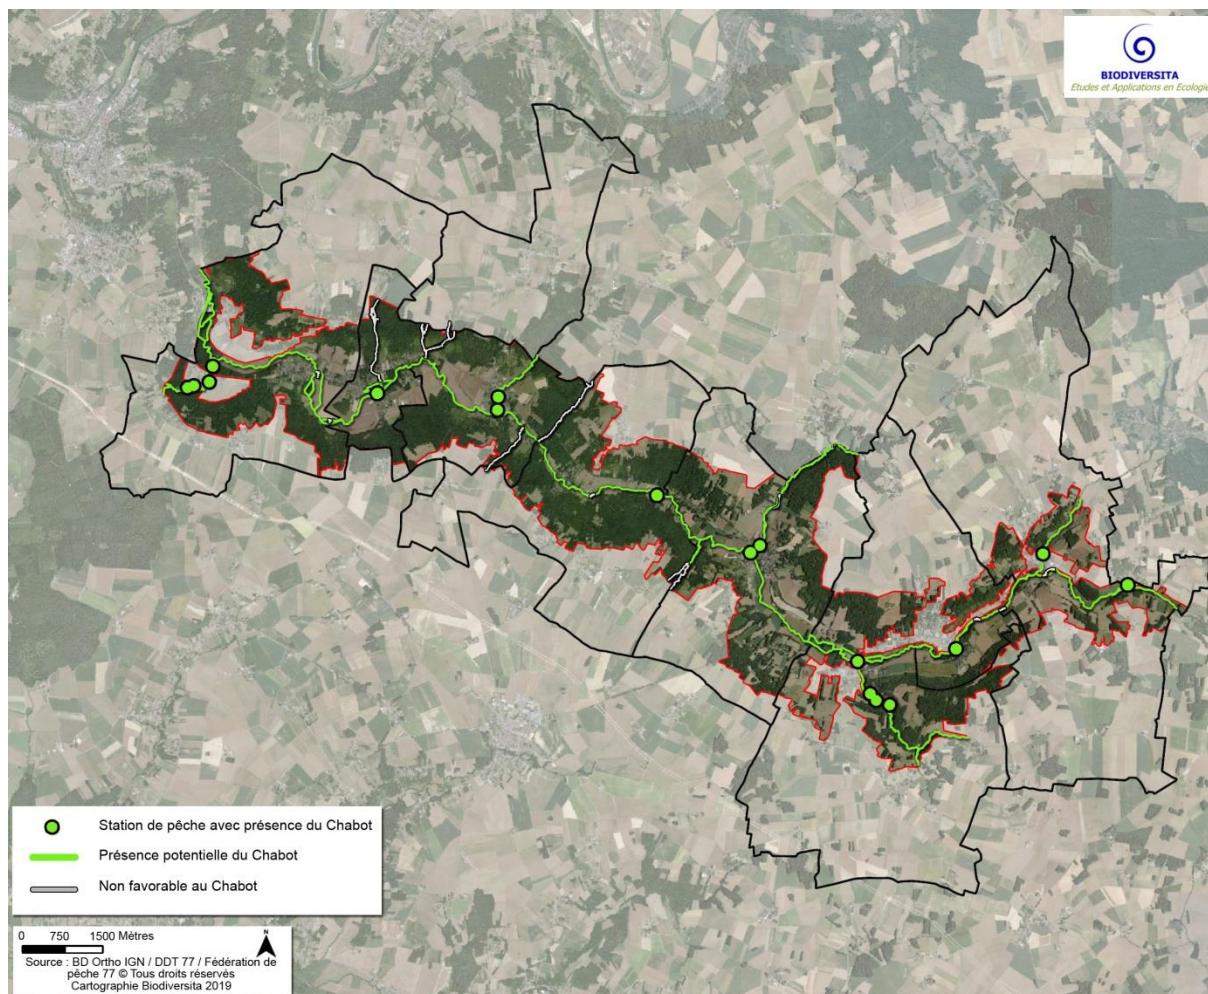 BIODIVERSITA
Etudes et Applications en Ecologie
Station de pêche avec présence du Chabot
Présence potentielle du Chabot
Non favorable au Chabot
0 750 1500 Mètres
N
Source : BD Ortho IGN / DDT 77 / Fédération de
pêche 77 © Tous droits réservés
Cartographie Biodiversita 2019